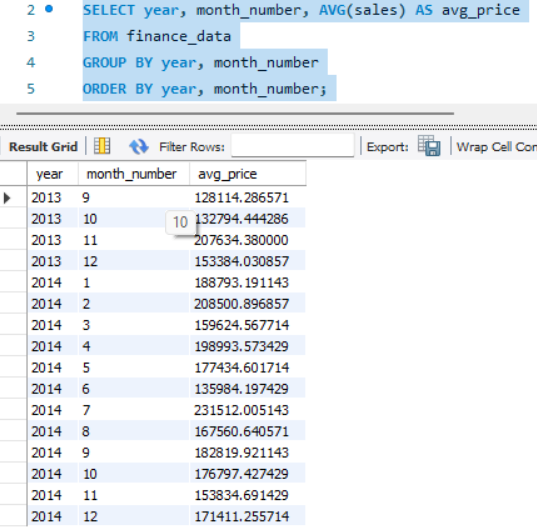 2 SELECT year, month_number, AVG(sales) AS avg_price
3 FROM finance_data
4 GROUP BY year, month_number
5 ORDER BY year, month_number;
Result Grid Filter Rows: Export: Wrap Cell Con
year month_number avg_price
2013 9 128114.286571
2013 10 10 132794.444286
2013 11 207634.380000
2013 12 153384.030857
2014 1 188793.191143
2014 2 208500.896857
2014 3 159624.567714
2014 4 198993.573429
2014 5 177434.601714
2014 6 135984.197429
2014 7 231512.005143
2014 8 167560.640571
2014 9 182819.921143
2014 10 176797.427429
2014 11 153834.691429
2014 12 171411.255714